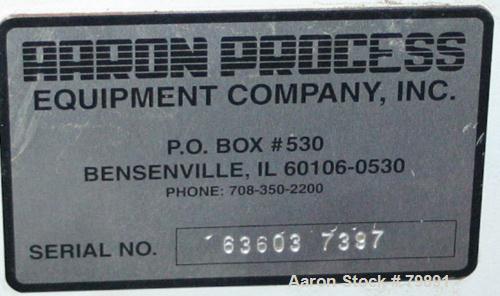 AARON PROCESS
EQUIPMENT COMPANY, INC.
P.O. BOX #530
BENSENVILLE, IL 60106-0530
PHONE: 708-350-2200
SERIAL NO. 63603 7397
Aaron Stock #